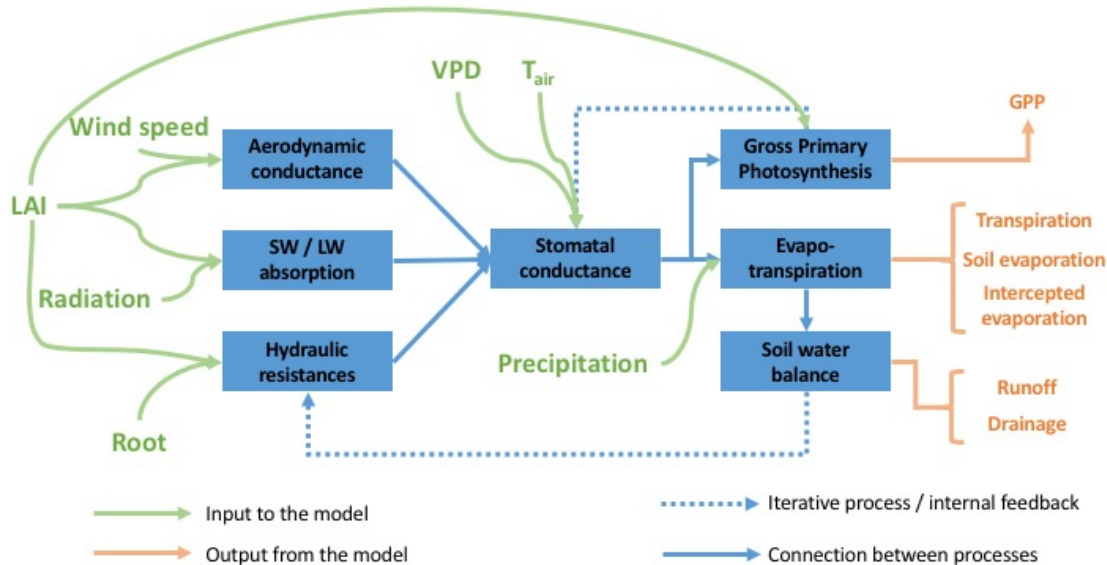 VPD
T_air
GPP
Wind speed
Aerodynamic
conductance
Gross Primary
Photosynthesis
LAI
SW / LW
absorption
Stomatal
conductance
Evapo-
transpiration
Transpiration
Soil evaporation
Intercepted
evaporation
Radiation
Hydraulic
resistances
Precipitation
Soil water
balance
Runoff
Drainage
Root
Input to the model
Iterative process / internal feedback
Output from the model
Connection between processes